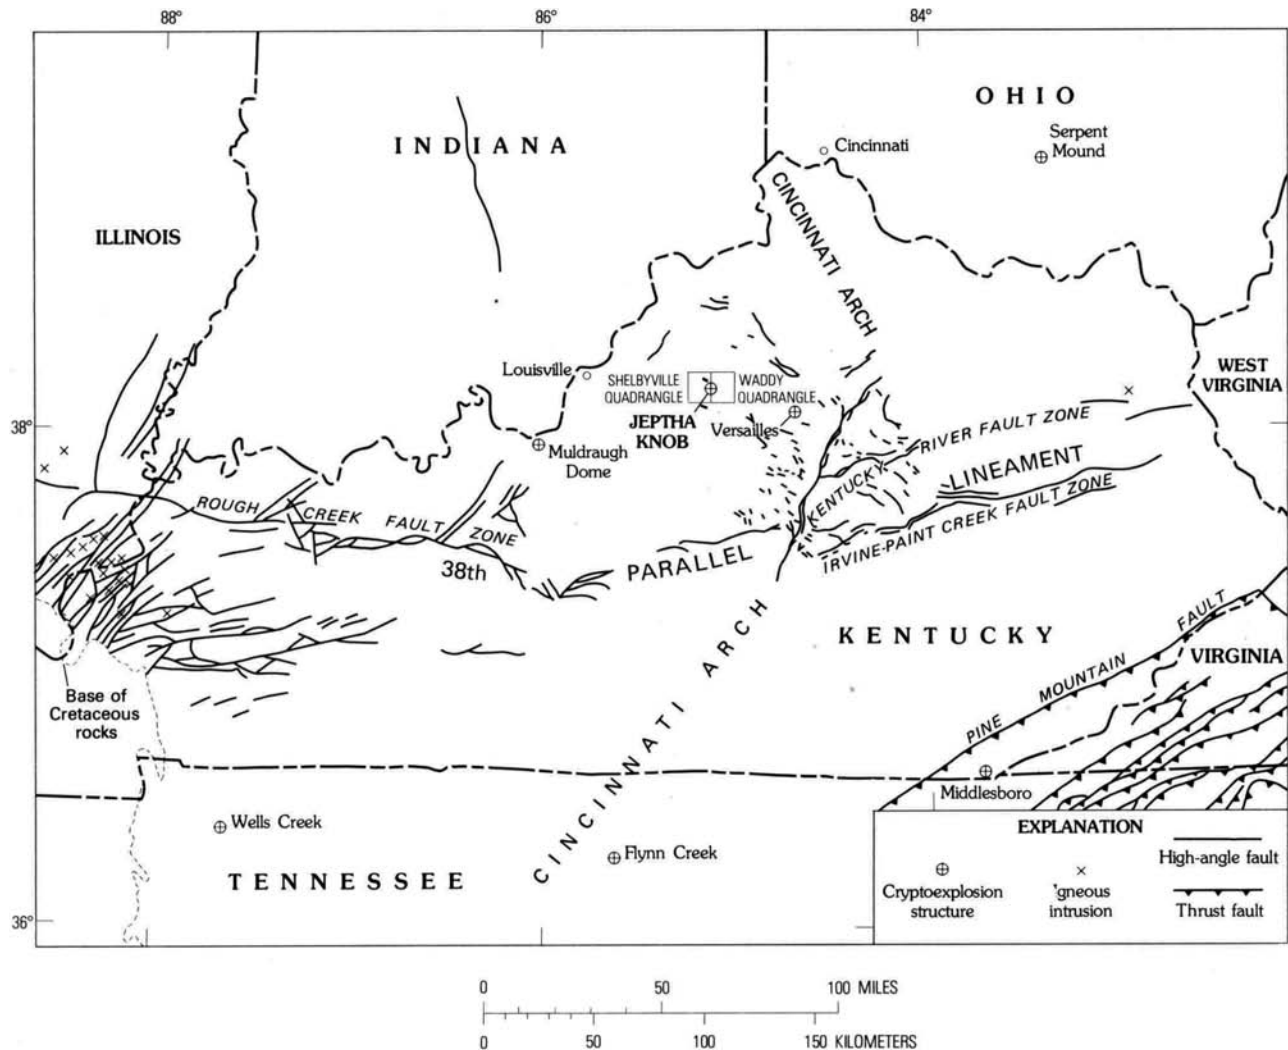 88°
86°
84°
OHIO
INDIANA
Cincinnati
Serpent
Mound
CINCINNATI ARCH
ILLINOIS
Louisville
SHELBYVILLE
QUADRANGLE
WADDY
QUADRANGLE
WEST
VIRGINIA
JEPTHA
KNOB
Versailles
38°
Muldraugh
Dome
KENTUCKY RIVER FAULT ZONE
LINEAMENT
ROUGH CREEK FAULT ZONE
IRVINE-PAINT CREEK FAULT ZONE
38th
PARALLEL
KENTUCKY
VIRGINIA
Base of
Cretaceous
rocks
PINE MOUNTAIN FAULT
CINCINNATI ARCH
Middlesboro
Wells Creek
Flynn Creek
TENNESSEE
36°
EXPLANATION
Cryptoexplosion
structure
'gneous
intrusion
High-angle fault
Thrust fault
0 50 100 MILES
0 50 100 150 KILOMETERS